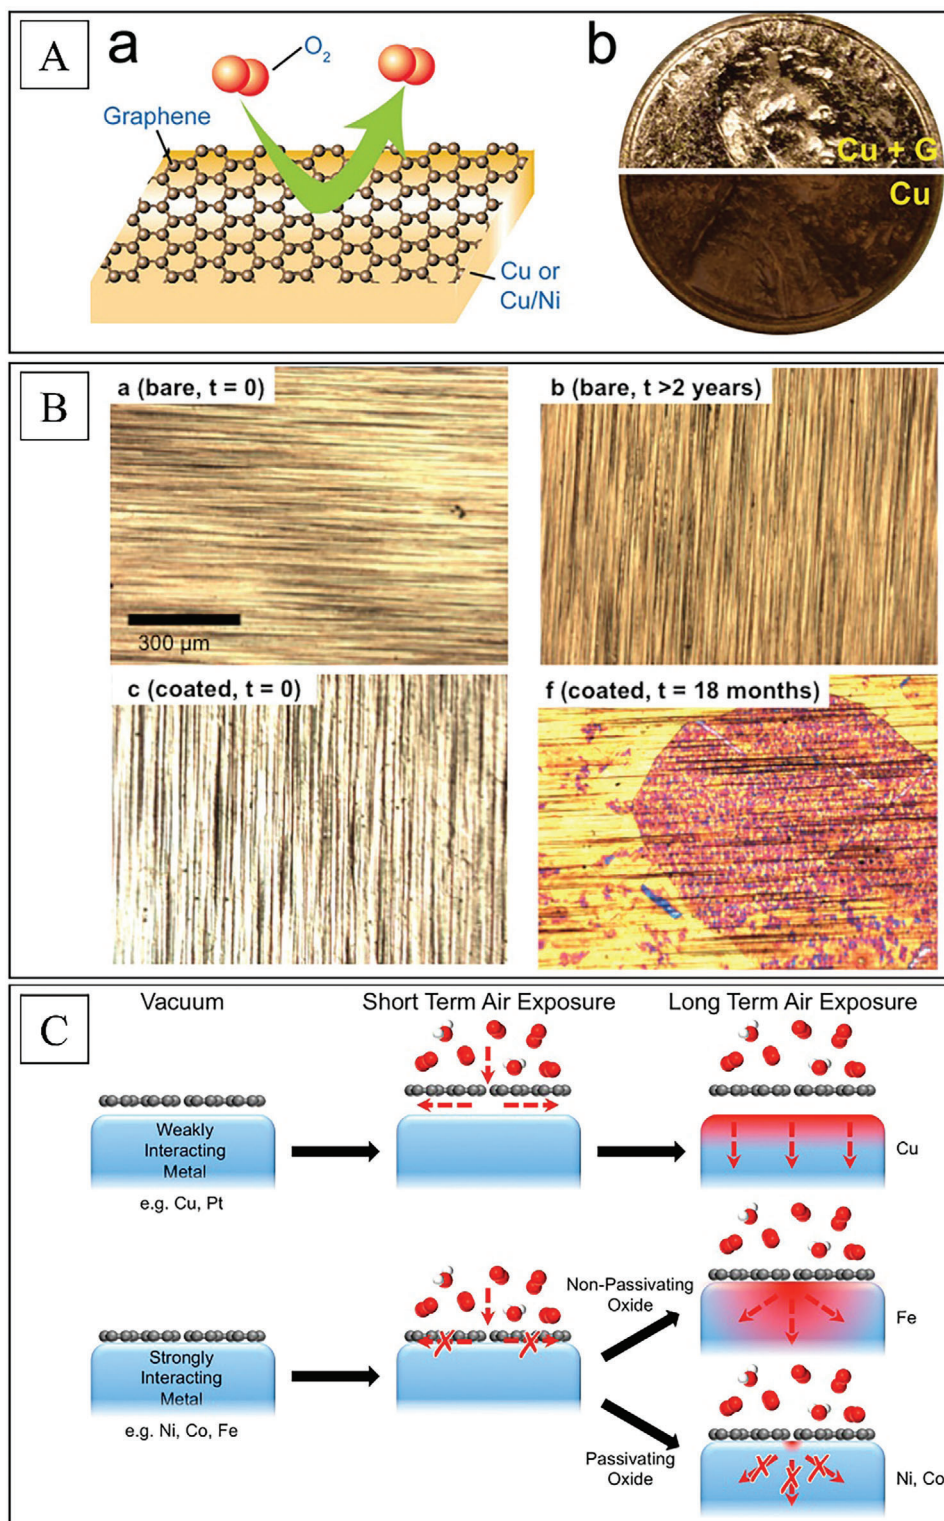 A
a
O₂
Graphene
Cu or
Cu/Ni
b
Cu + G
Cu
B
a (bare, t = 0)
300 µm
b (bare, t >2 years)
c (coated, t = 0)
f (coated, t = 18 months)
C
Vacuum
Short Term Air Exposure
Long Term Air Exposure
Weakly
Interacting
Metal
e.g. Cu, Pt
Cu
Strongly
Interacting
Metal
e.g. Ni, Co, Fe
Non-Passivating
Oxide
Fe
Passivating
Oxide
Ni, Co